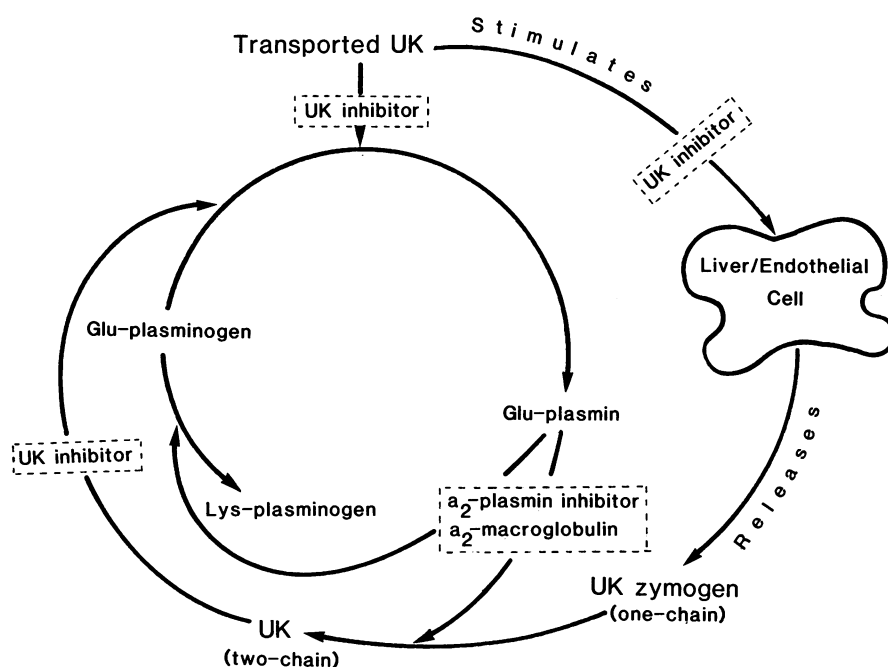 Transported UK
Stimulates
UK inhibitor
UK inhibitor
Liver/Endothelial
Cell
Glu-plasminogen
Glu-plasmin
UK inhibitor
Lys-plasminogen
a2-plasmin inhibitor
a2-macroglobulin
Releases
UK zymogen
(one-chain)
UK
(two-chain)